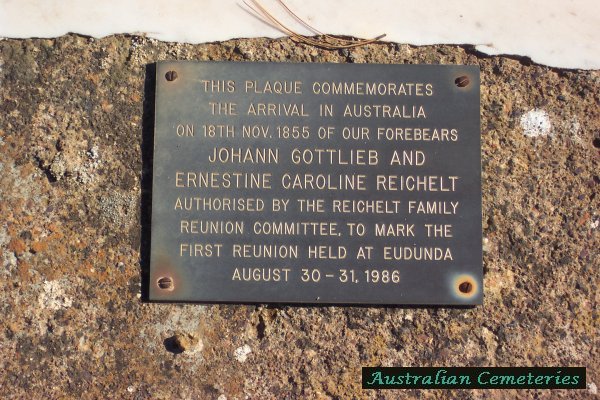 THIS PLAQUE COMMEMORATES
THE ARRIVAL IN AUSTRALIA
ON 18TH NOV. 1855 OF OUR FOREBEARS
JOHANN GOTTLIEB AND
ERNESTINE CAROLINE REICHELT
AUTHORISED BY THE REICHELT FAMILY
REUNION COMMITTEE, TO MARK THE
FIRST REUNION HELD AT EUDUNDA
AUGUST 30-31, 1986
Australian Cemeteries